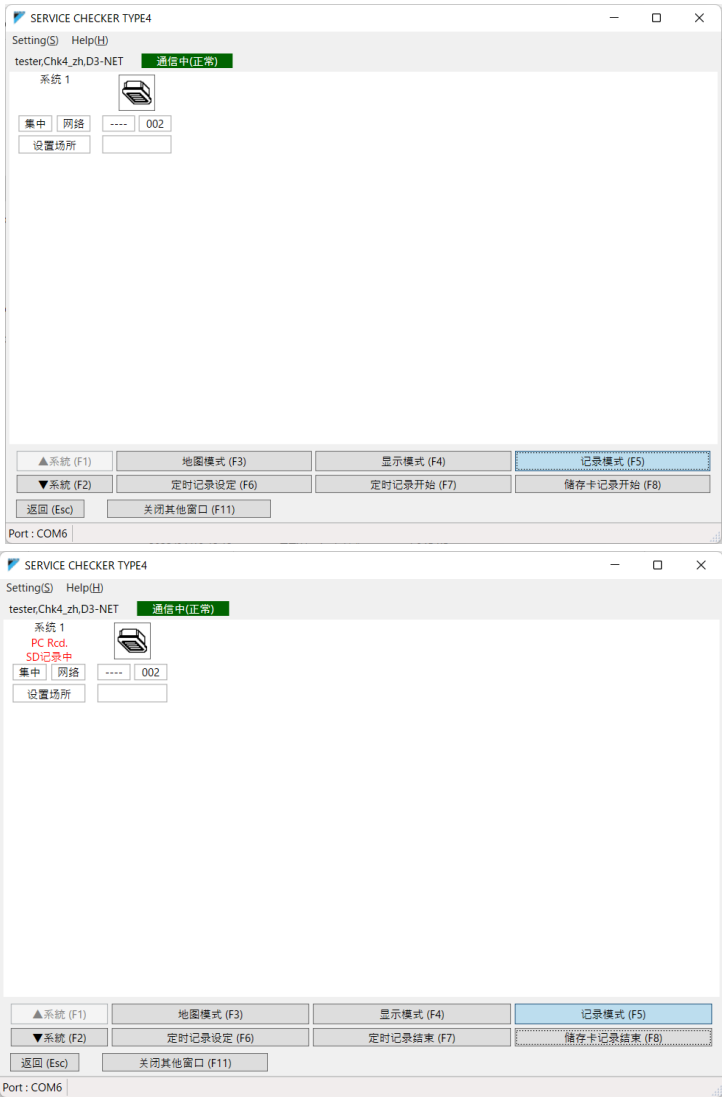 SERVICE CHECKER TYPE4
Setting(S) Help(H)
tester,Chk4_zh,D3-NET 通信中(正常)
系统 1
集中 网络 ---- 002
设置场所
▲系統 (F1) 地图模式 (F3) 显示模式 (F4) 记录模式 (F5)
▼系統 (F2) 定时记录设定 (F6) 定时记录开始 (F7) 储存卡记录开始 (F8)
返回 (Esc) 关闭其他窗口 (F11)
Port : COM6
SERVICE CHECKER TYPE4
Setting(S) Help(H)
tester,Chk4_zh,D3-NET 通信中(正常)
系统 1
PC Rcd.
SD记录中
集中 网络 ---- 002
设置场所
▲系統 (F1) 地图模式 (F3) 显示模式 (F4) 记录模式 (F5)
▼系統 (F2) 定时记录设定 (F6) 定时记录结束 (F7) 储存卡记录结束 (F8)
返回 (Esc) 关闭其他窗口 (F11)
Port : COM6